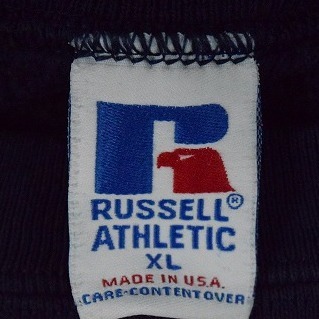 R
RUSSELL®
ATHLETIC
XL
MADE IN U.S.A.
CARE-CONTENT OVER